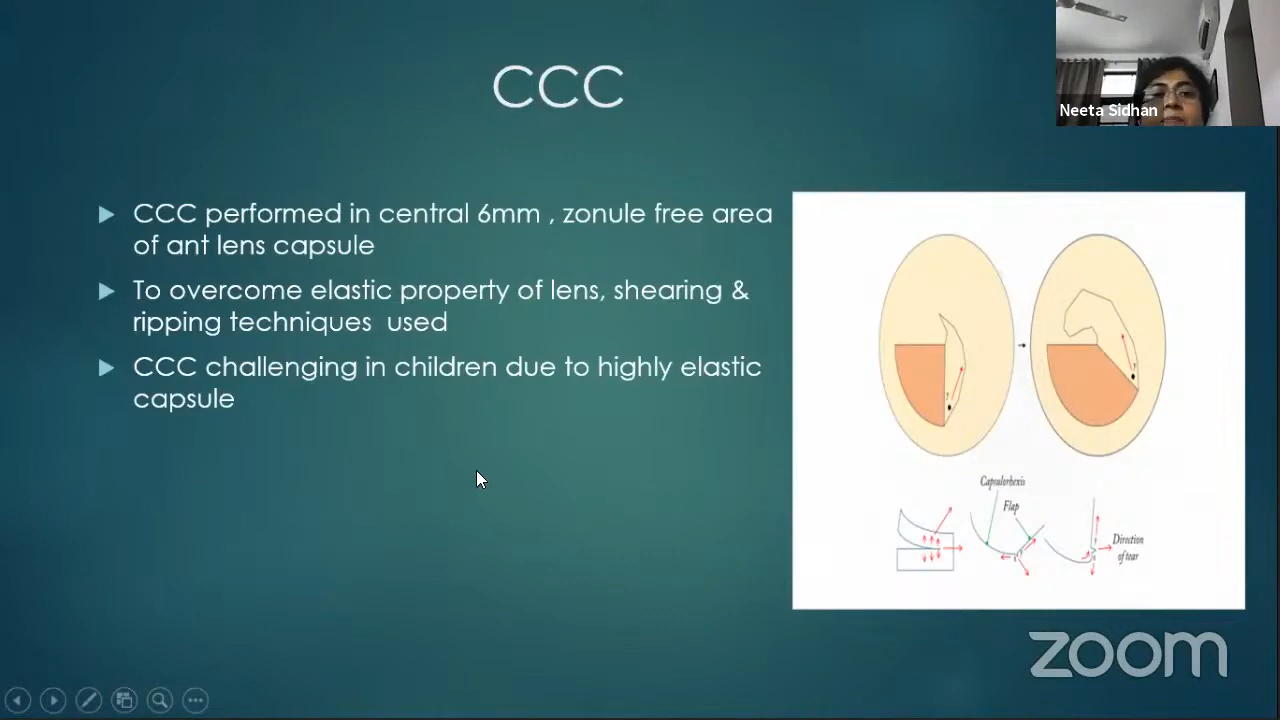 CCC
Neeta Sidhan
CCC performed in central 6mm , zonule free area
of ant lens capsule
To overcome elastic property of lens, shearing &
ripping techniques used
CCC challenging in children due to highly elastic
capsule
Capsulorhexis
Flap
Direction
of tear
zoom